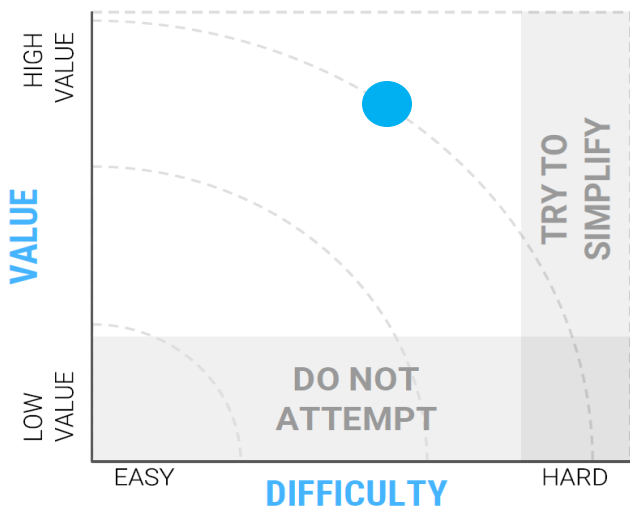 HIGH
VALUE
VALUE
LOW
VALUE
TRY TO
SIMPLIFY
DO NOT
ATTEMPT
EASY
DIFFICULTY
HARD